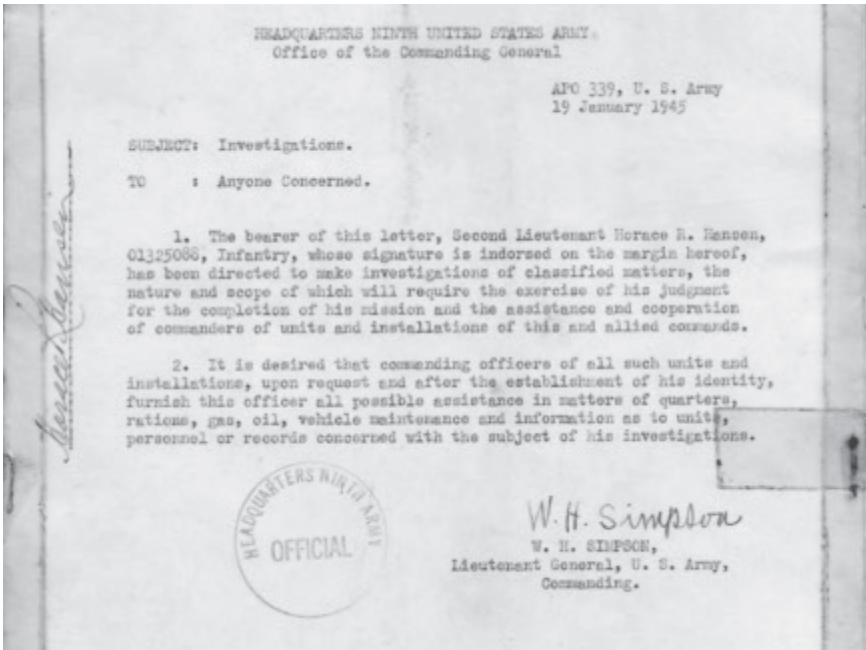 HEADQUARTERS NINTH UNITED STATES ARMY
Office of the Commanding General
APO 339, U. S. Army
19 January 1945
SUBJECT: Investigations.
TO : Anyone Concerned.
1. The bearer of this letter, Second Lieutenant Horace R. Hansen,
01325088, Infantry, whose signature is indorsed on the margin hereof,
has been directed to make investigations of classified matters, the
nature and scope of which will require the exercise of his judgment
for the completion of his mission and the assistance and cooperation
of commanders of units and installations of this and allied commands.
2. It is desired that commanding officers of all such units and
installations, upon request and after the establishment of his identity,
furnish this officer all possible assistance in matters of quarters,
rations, gas, oil, vehicle maintenance and information as to units,
personnel or records concerned with the subject of his investigations.
Horace R Hansen
HEADQUARTERS NINTH ARMY
OFFICIAL
W. H. Simpson
W. H. SIMPSON,
Lieutenant General, U. S. Army,
Commanding.